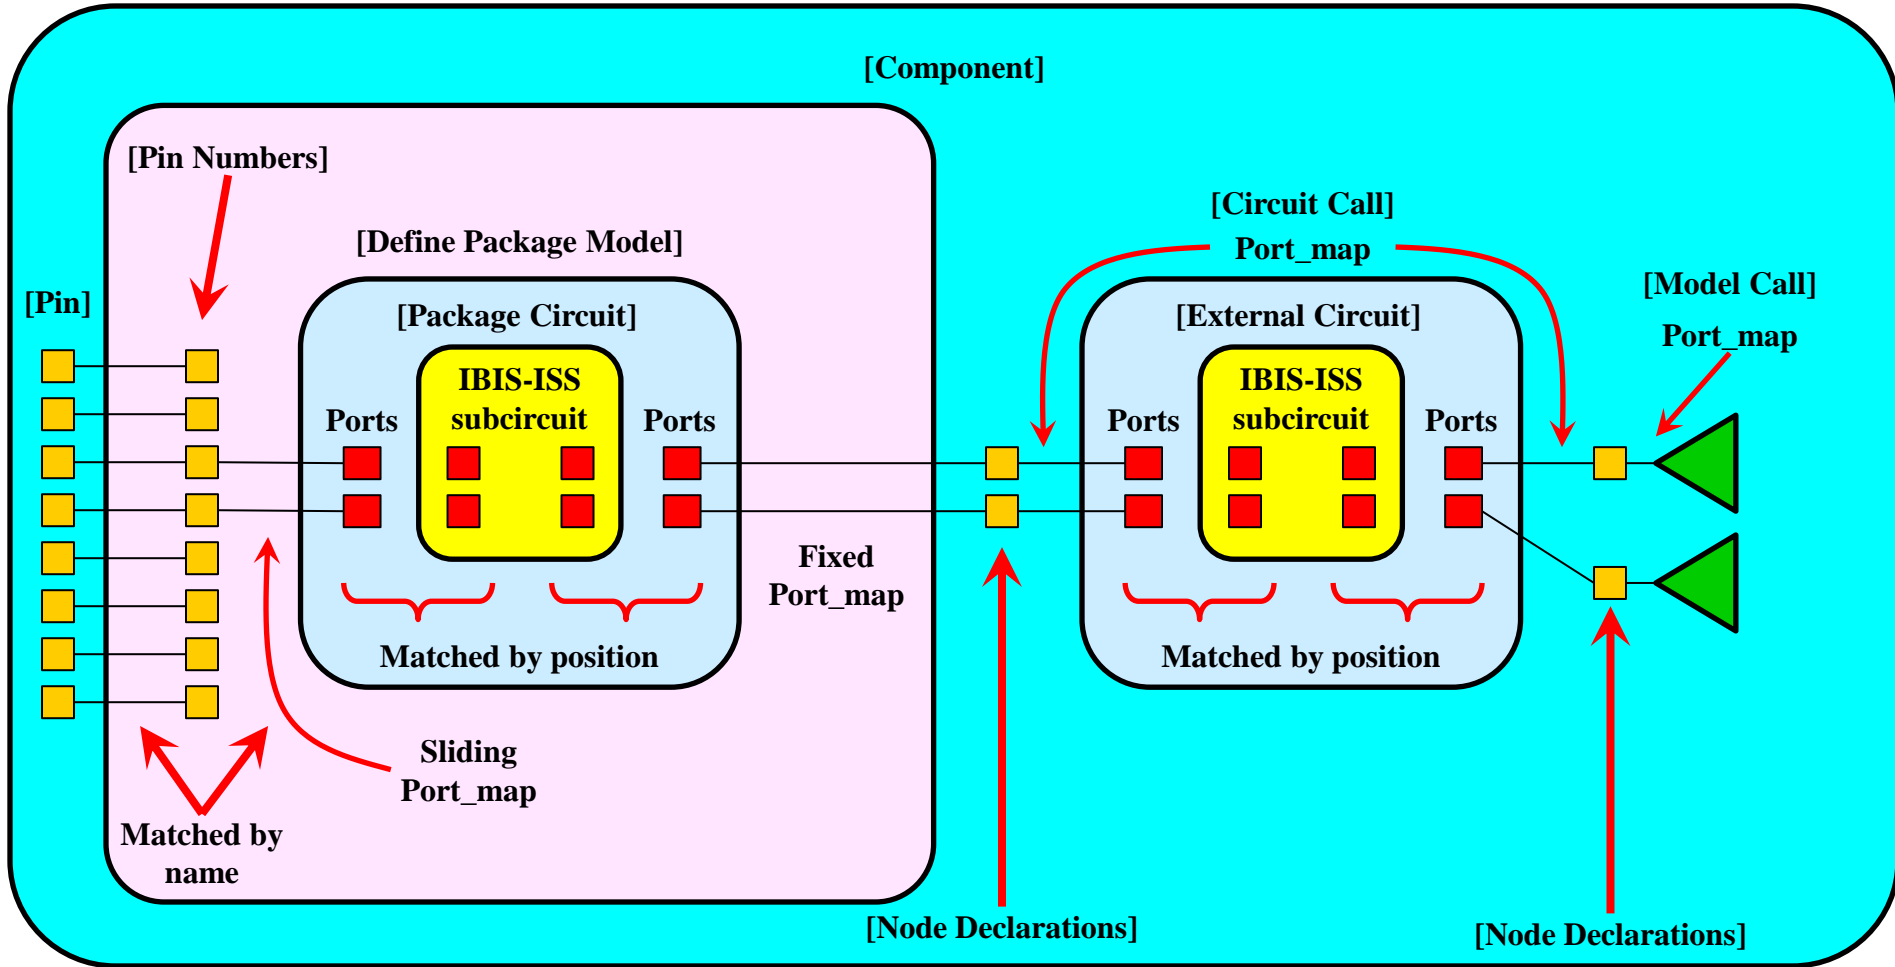 [Component]
[Pin Numbers]
[Define Package Model]
[Circuit Call]
Port_map
[Pin]
[Package Circuit]
[External Circuit]
[Model Call]
Port_map
IBIS-ISS
subcircuit
Ports
Ports
IBIS-ISS
subcircuit
Ports
Ports
Fixed
Port_map
Matched by position
Matched by position
Sliding
Port_map
Matched by
name
[Node Declarations]
[Node Declarations]